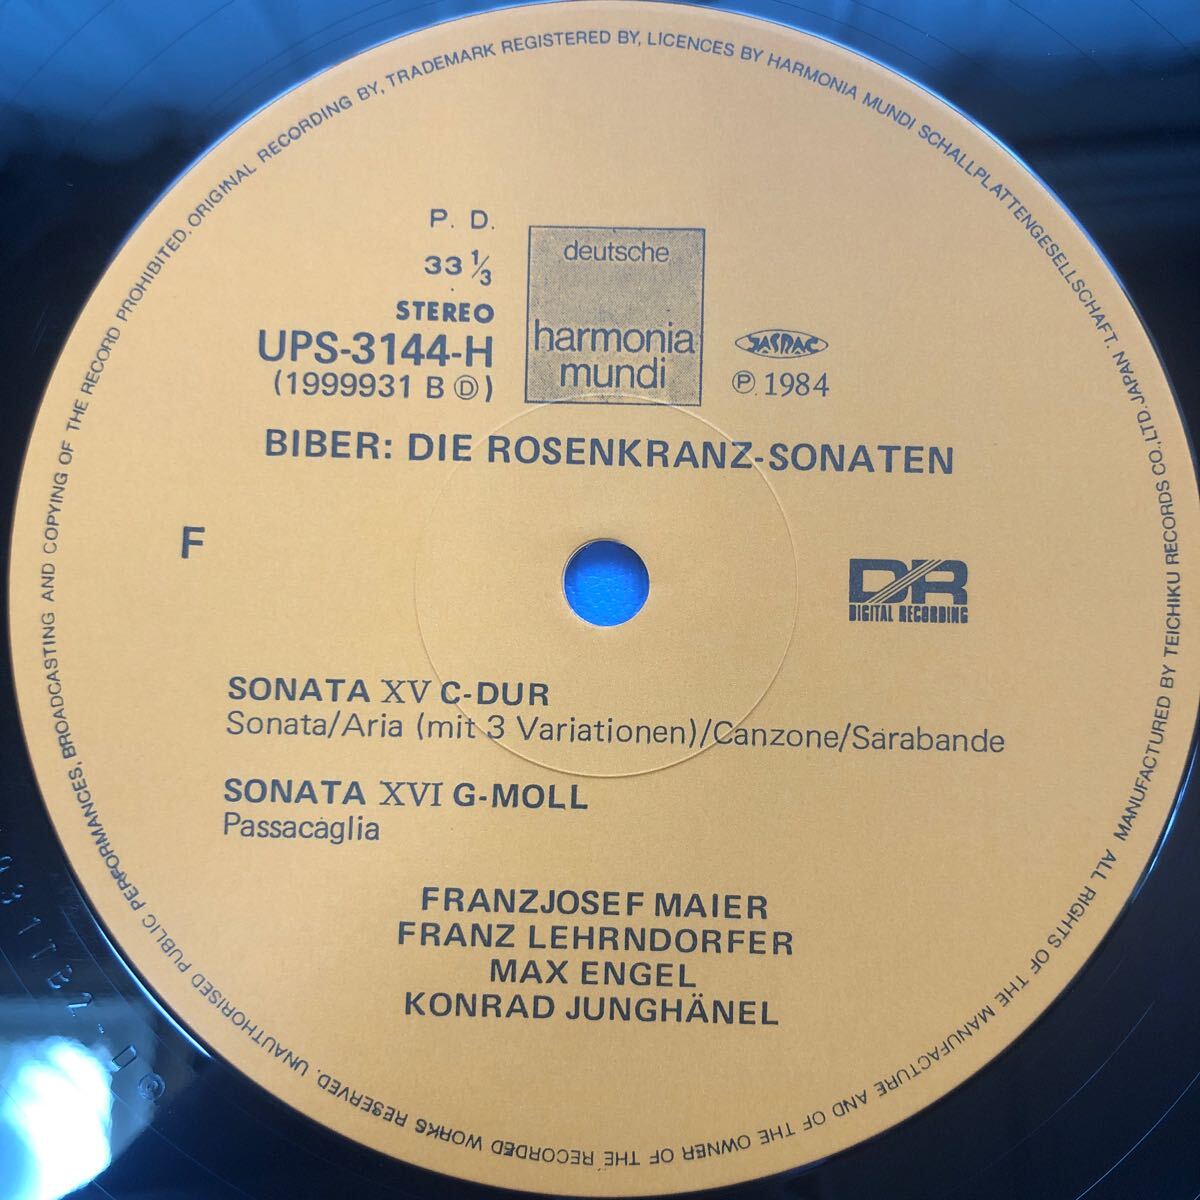 ORIGINAL RECORDING BY, TRADEMARK REGISTERED BY, LICENCES BY HARMONIA MUNDI SCHALLPLATTENGESELLSCHAFT. MANUFACTURED BY TEICHIKU RECORDS CO., LTD. JAPAN. ALL RIGHTS OF THE MANUFACTURE AND OF THE OWNER OF THE RECORDED WORKS RESERVED. UNAUTHORISED PUBLIC PERFORMANCES, BROADCASTING AND COPYING OF THE RECORD PROHIBITED.
P. D.
33 ⅓
STEREO
UPS-3144-H
(1999931 B Ⓓ)
deutsche
harmonia
mundi
JASRAC
Ⓟ 1984
BIBER: DIE ROSENKRANZ-SONATEN
F
DR
DIGITAL RECORDING
SONATA XV C-DUR
Sonata/Aria (mit 3 Variationen)/Canzone/Sarabande
SONATA XVI G-MOLL
Passacaglia
FRANZJOSEF MAIER
FRANZ LEHRNDORFER
MAX ENGEL
KONRAD JUNGHÄNEL